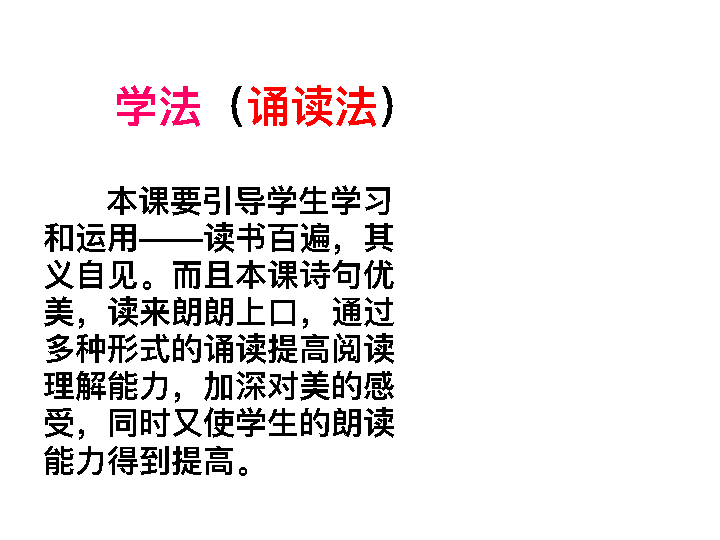 学法（诵读法）
本课要引导学生学习
和运用——读书百遍，其
义自见。而且本课诗句优
美，读来朗朗上口，通过
多种形式的诵读提高阅读
理解能力，加深对美的感
受，同时又使学生的朗读
能力得到提高。